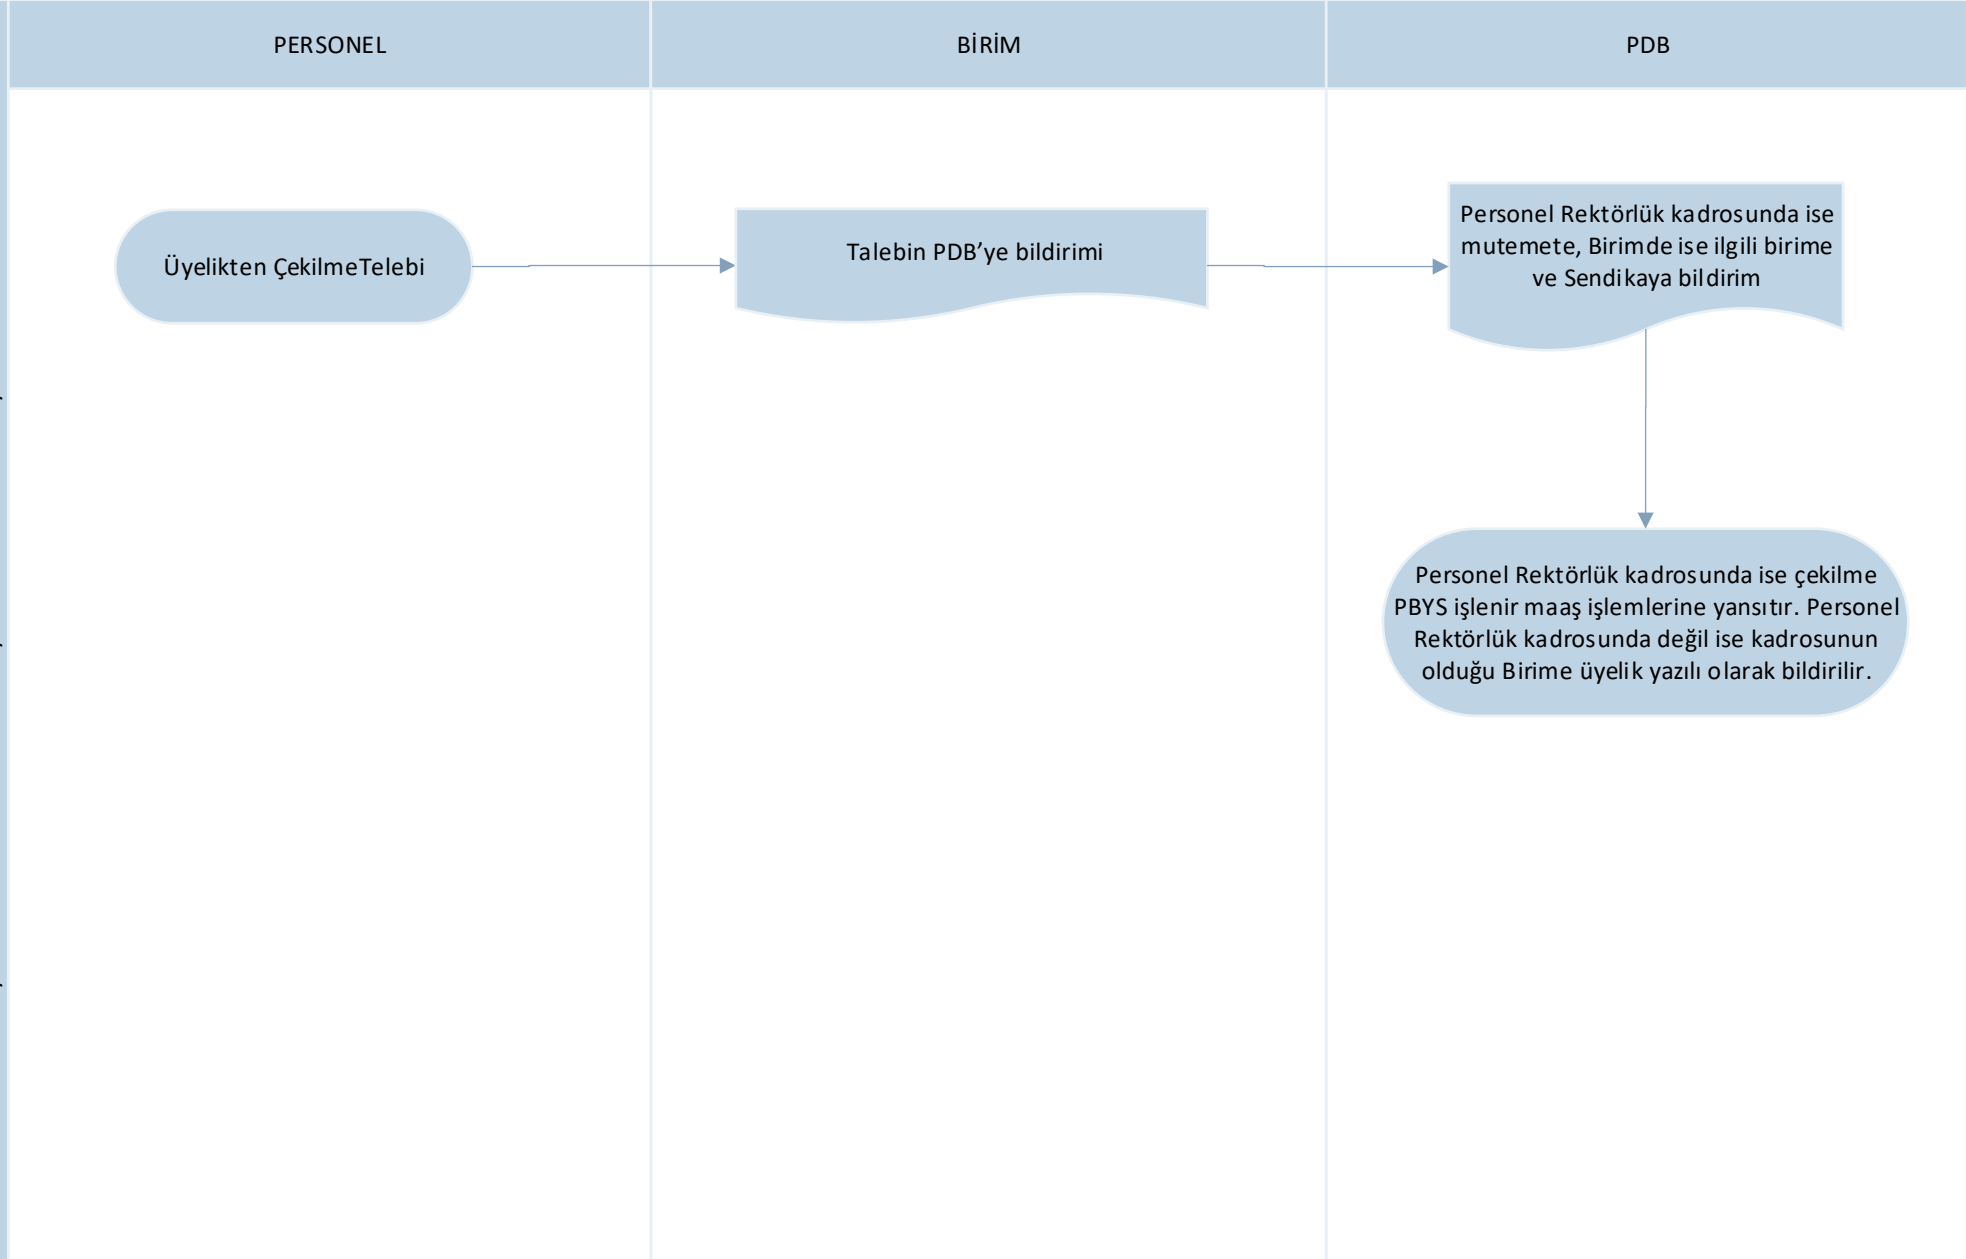 PERSONEL
BİRİM
PDB
Üyelikten ÇekilmeTelebi
Talebin PDB’ye bildirimi
Personel Rektörlük kadrosunda ise
mutemete, Birimde ise ilgili birime
ve Sendikaya bildirim
Personel Rektörlük kadrosunda ise çekilme
PBYS işlenir maaş işlemlerine yansıtır. Personel
Rektörlük kadrosunda değil ise kadrosunun
olduğu Birime üyelik yazılı olarak bildirilir.